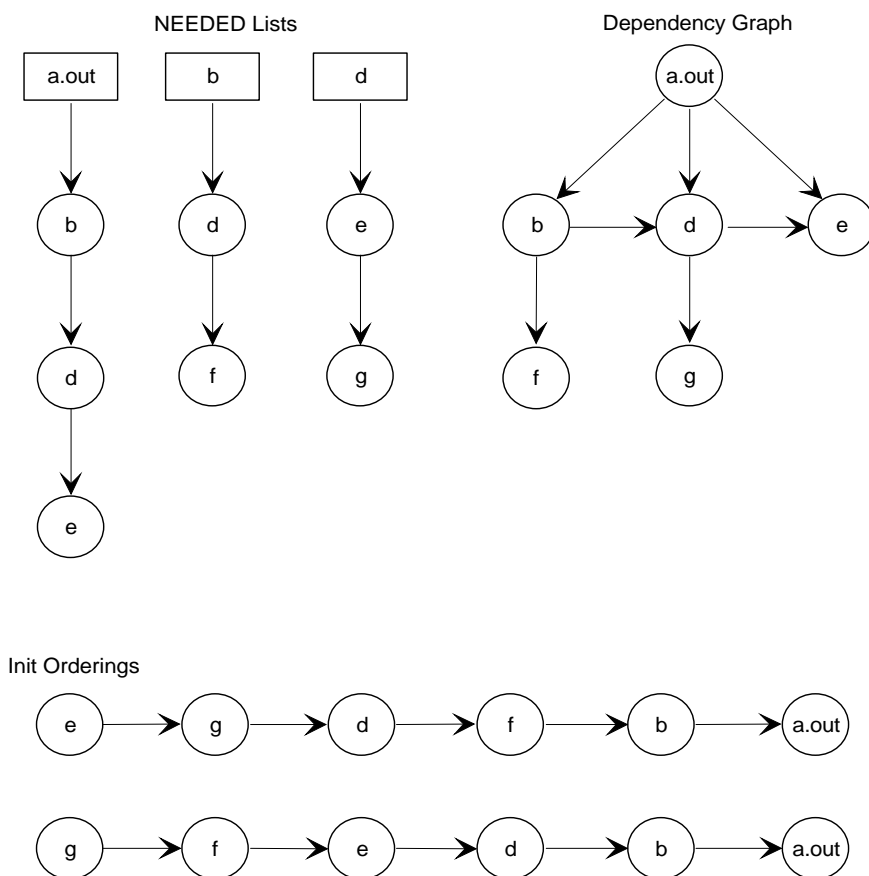 NEEDED Lists
Dependency Graph
a.out b d a.out
b d e b d e
d f g f g
e
Init Orderings
e g d f b a.out
g f e d b a.out